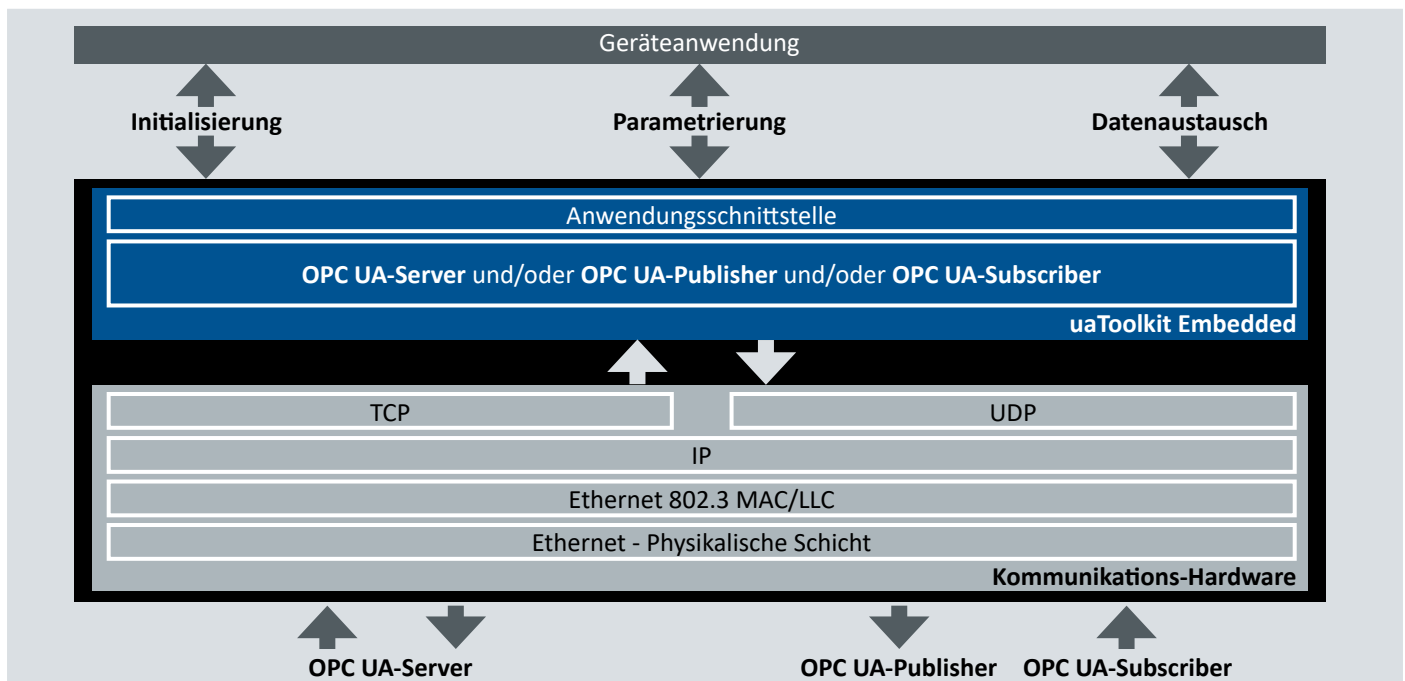 Geräteanwendung
Initialisierung
Parametrierung
Datenaustausch
Anwendungsschnittstelle
OPC UA-Server und/oder OPC UA-Publisher und/oder OPC UA-Subscriber
uaToolkit Embedded
TCP
UDP
IP
Ethernet 802.3 MAC/LLC
Ethernet - Physikalische Schicht
Kommunikations-Hardware
OPC UA-Server
OPC UA-Publisher
OPC UA-Subscriber